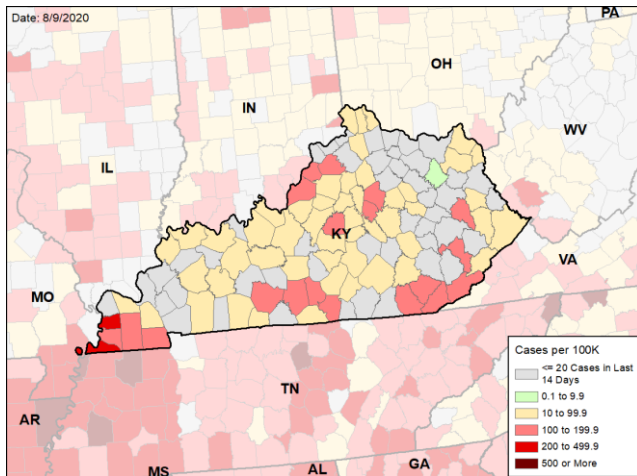 Date: 8/9/2020
PA
OH
IN
WV
IL
KY
VA
MO
TN
AR
MS
AL
GA
Cases per 100K
<= 20 Cases in Last
14 Days
0.1 to 9.9
10 to 99.9
100 to 199.9
200 to 499.9
500 or More